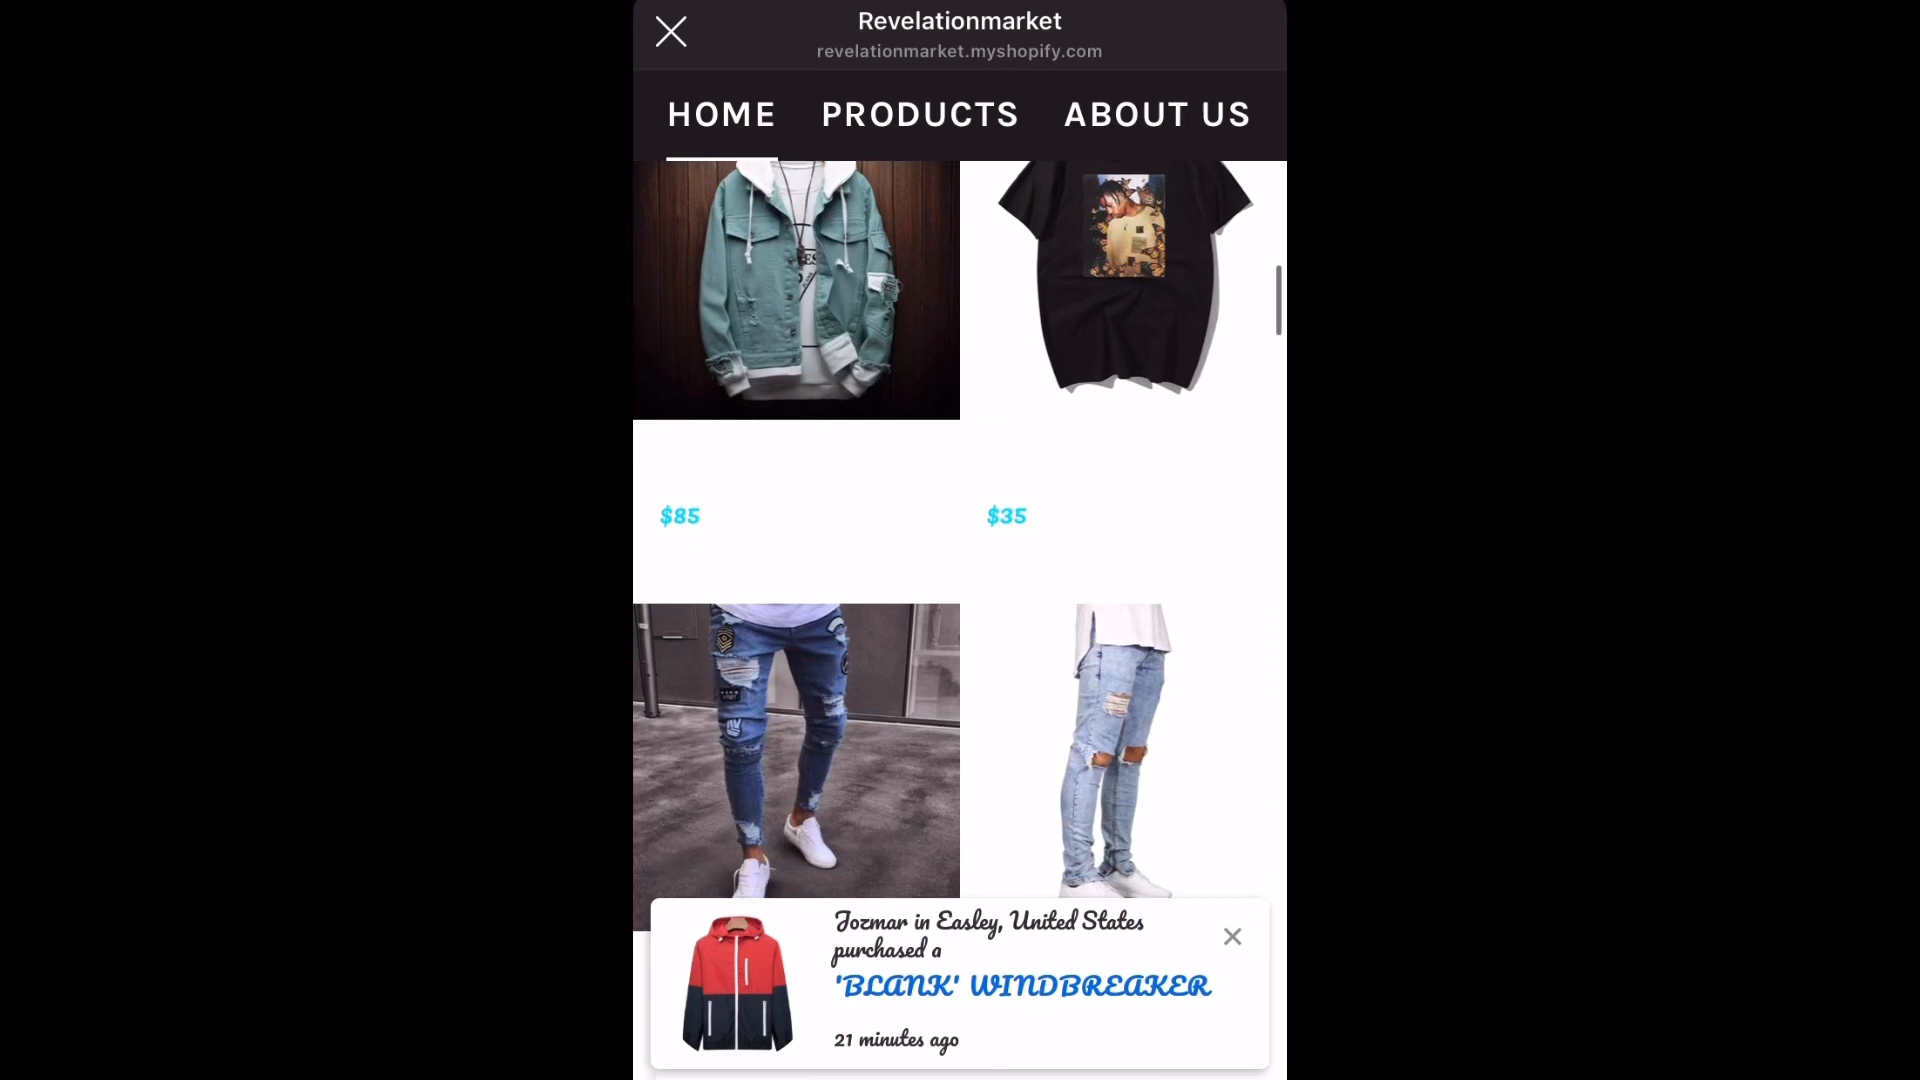 Revelationmarket
revelationmarket.myshopify.com
HOME PRODUCTS ABOUT US
$85 $35
Jozmar in Easley, United States
purchased a
'BLANK' WINDBREAKER
21 minutes ago